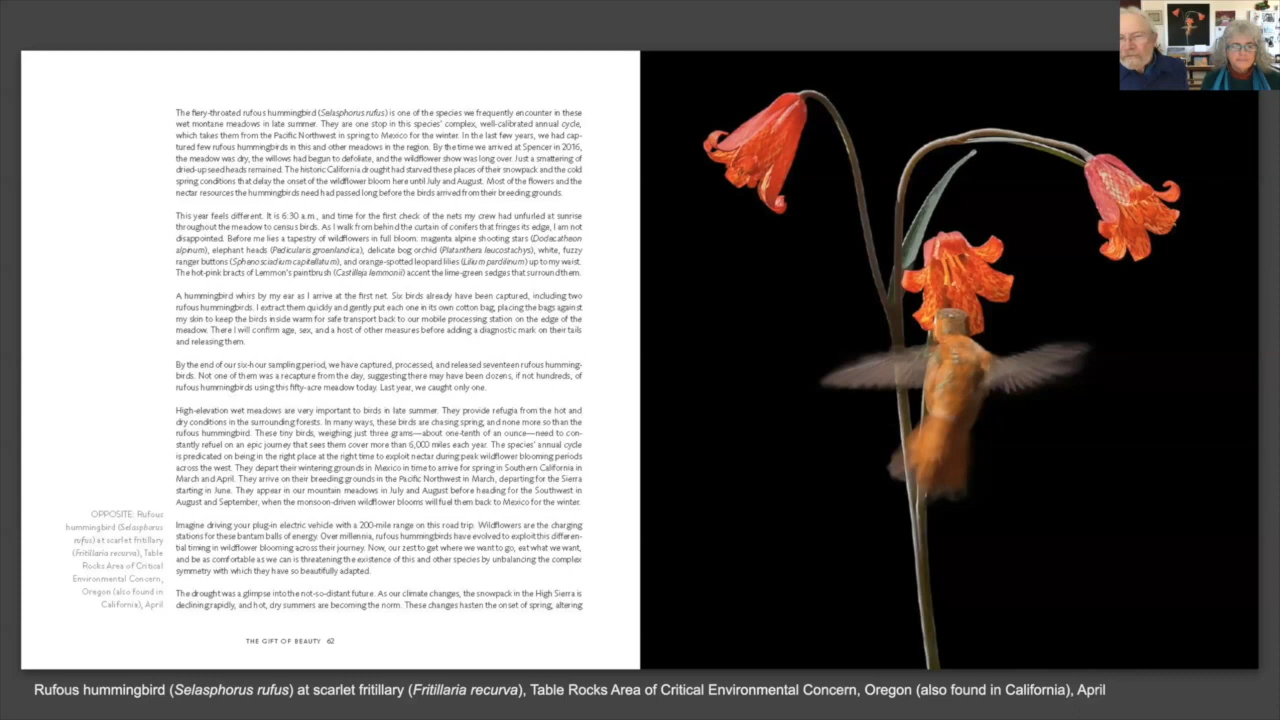 The fiery-throated rufous hummingbird (Selasphorus rufus) is one of the species we frequently encounter in these
wet montane meadows in late summer. They are one stop in this species' complex, well-calibrated annual cycle,
which takes them from the Pacific Northwest in spring to Mexico for the winter. In the last few years, we had cap-
tured few rufous hummingbirds in this and other meadows in the region. By the time we arrived at Spencer in 2016,
the meadow was dry, the willows had begun to defoliate, and the wildflower show was long over. Just a smattering of
dried-up seed heads remained. The historic California drought had starved these places of their snowpack and the cold
spring conditions that delay the onset of the wildflower bloom here until July and August. Most of the flowers and the
nectar resources the hummingbirds need had passed long before the birds arrived from their breeding grounds.
This year feels different. It is 6:30 a.m., and time for the first check of the nets my crew had unfurled at sunrise
throughout the meadow to census birds. As I walk from behind the curtain of conifers that fringes its edge, I am not
disappointed. Before me lies a tapestry of wildflowers in full bloom: magenta alpine shooting stars (Dodecatheon
alpinum), elephant heads (Pedicularis groenlandica), delicate bog orchid (Platanthera leucostachys), white, fuzzy
ranger buttons (Sphenosciadium capitellatum), and orange-spotted leopard lilies (Lilium pardilinum) up to my waist.
The hot-pink bracts of Lemmon's paintbrush (Castilleja lemmonii) accent the lime-green sedges that surround them.
A hummingbird whirs by my ear as I arrive at the first net. Six birds already have been captured, including two
rufous hummingbirds. I extract them quickly and gently put each one in its own cotton bag, placing the bags against
my skin to keep the birds inside warm for safe transport back to our mobile processing station on the edge of the
meadow. There I will confirm age, sex, and a host of other measures before adding a diagnostic mark on their tails
and releasing them.
By the end of our six-hour sampling period, we have captured, processed, and released seventeen rufous humming-
birds. Not one of them was a recapture from the day, suggesting there may have been dozens, if not hundreds, of
rufous hummingbirds using this fifty-acre meadow today. Last year, we caught only one.
High-elevation wet meadows are very important to birds in late summer. They provide refugia from the hot and
dry conditions in the surrounding forests. In many ways, these birds are chasing spring, and none more so than the
rufous hummingbird. These tiny birds, weighing just three grams—about one-tenth of an ounce—need to con-
stantly refuel on an epic journey that sees them cover more than 6,000 miles each year. The species' annual cycle
is predicated on being in the right place at the right time to exploit nectar during peak wildflower blooming periods
across the west. They depart their wintering grounds in Mexico in time to arrive for spring in Southern California in
March and April. They arrive on their breeding grounds in the Pacific Northwest in March, departing for the Sierra
starting in June. They appear in our mountain meadows in July and August before heading for the Southwest in
August and September, when the monsoon-driven wildflower blooms will fuel them back to Mexico for the winter.
Imagine driving your plug-in electric vehicle with a 200-mile range on this road trip. Wildflowers are the charging
stations for these bantam balls of energy. Over millennia, rufous hummingbirds have evolved to exploit this differen-
tial timing in wildflower blooming across their journey. Now, our zest to get where we want to go, eat what we want,
and be as comfortable as we can is threatening the existence of this and other species by unbalancing the complex
symmetry with which they have so beautifully adapted.
The drought was a glimpse into the not-so-distant future. As our climate changes, the snowpack in the High Sierra is
declining rapidly, and hot, dry summers are becoming the norm. These changes hasten the onset of spring, altering
OPPOSITE: Rufous
hummingbird (Selasphorus
rufus) at scarlet fritillary
(Fritillaria recurva), Table
Rocks Area of Critical
Environmental Concern,
Oregon (also found in
California), April
THE GIFT OF BEAUTY 62
Rufous hummingbird (Selasphorus rufus) at scarlet fritillary (Fritillaria recurva), Table Rocks Area of Critical Environmental Concern, Oregon (also found in California), April